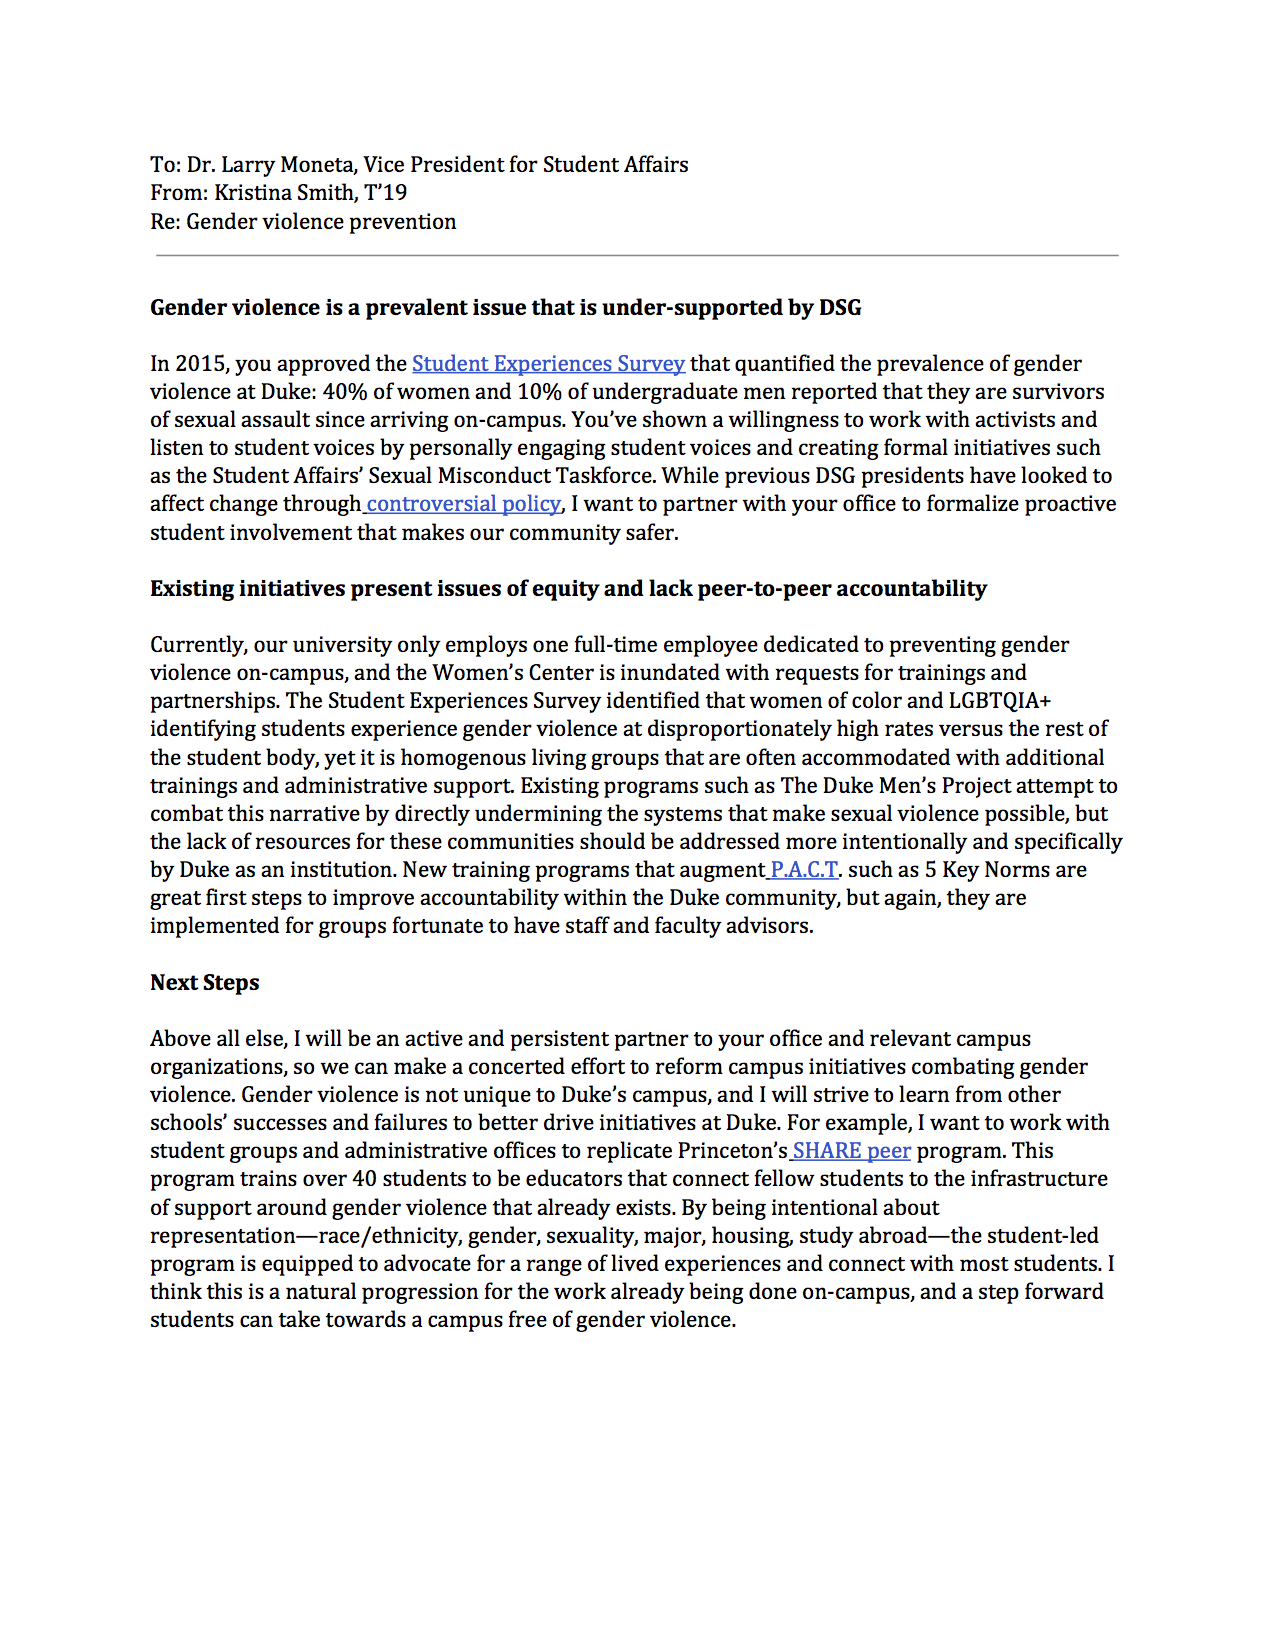 To: Dr. Larry Moneta, Vice President for Student Affairs
From: Kristina Smith, T’19
Re: Gender violence prevention
Gender violence is a prevalent issue that is under-supported by DSG
In 2015, you approved the Student Experiences Survey that quantified the prevalence of gender
violence at Duke: 40% of women and 10% of undergraduate men reported that they are survivors
of sexual assault since arriving on-campus. You’ve shown a willingness to work with activists and
listen to student voices by personally engaging student voices and creating formal initiatives such
as the Student Affairs’ Sexual Misconduct Taskforce. While previous DSG presidents have looked to
affect change through controversial policy, I want to partner with your office to formalize proactive
student involvement that makes our community safer.
Existing initiatives present issues of equity and lack peer-to-peer accountability
Currently, our university only employs one full-time employee dedicated to preventing gender
violence on-campus, and the Women’s Center is inundated with requests for trainings and
partnerships. The Student Experiences Survey identified that women of color and LGBTQIA+
identifying students experience gender violence at disproportionately high rates versus the rest of
the student body, yet it is homogenous living groups that are often accommodated with additional
trainings and administrative support. Existing programs such as The Duke Men’s Project attempt to
combat this narrative by directly undermining the systems that make sexual violence possible, but
the lack of resources for these communities should be addressed more intentionally and specifically
by Duke as an institution. New training programs that augment P.A.C.T. such as 5 Key Norms are
great first steps to improve accountability within the Duke community, but again, they are
implemented for groups fortunate to have staff and faculty advisors.
Next Steps
Above all else, I will be an active and persistent partner to your office and relevant campus
organizations, so we can make a concerted effort to reform campus initiatives combating gender
violence. Gender violence is not unique to Duke’s campus, and I will strive to learn from other
schools’ successes and failures to better drive initiatives at Duke. For example, I want to work with
student groups and administrative offices to replicate Princeton’s SHARE peer program. This
program trains over 40 students to be educators that connect fellow students to the infrastructure
of support around gender violence that already exists. By being intentional about
representation—race/ethnicity, gender, sexuality, major, housing, study abroad—the student-led
program is equipped to advocate for a range of lived experiences and connect with most students. I
think this is a natural progression for the work already being done on-campus, and a step forward
students can take towards a campus free of gender violence.